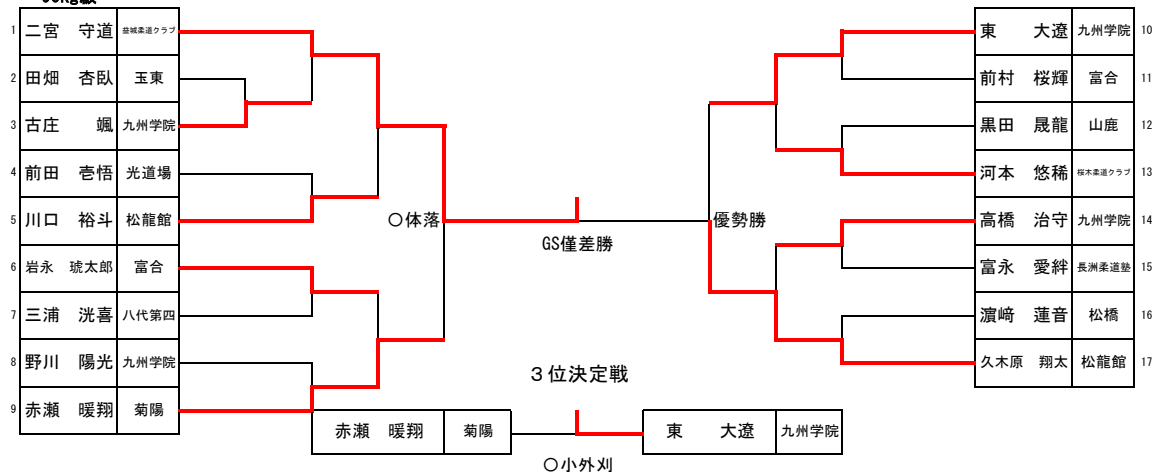 1 二宮 守道 益城柔道クラブ
2 田畑 杏臥 玉東
3 古庄 颯 九州学院
4 前田 壱悟 光道場
5 川口 裕斗 松龍館
6 岩永 琥太郎 富合
7 三浦 洸喜 八代第四
8 野川 陽光 九州学院
9 赤瀬 暖翔 菊陽
〇体落
GS僅差勝
優勢勝
東 大遼 九州学院 10
前村 桜輝 富合 11
黒田 晟龍 山鹿 12
河本 悠稀 桜木柔道クラブ 13
高橋 治守 九州学院 14
富永 愛絆 長洲柔道塾 15
濵﨑 蓮音 松橋 16
久木原 翔太 松龍館 17
３位決定戦
赤瀬 暖翔 菊陽
東 大遼 九州学院
〇小外刈